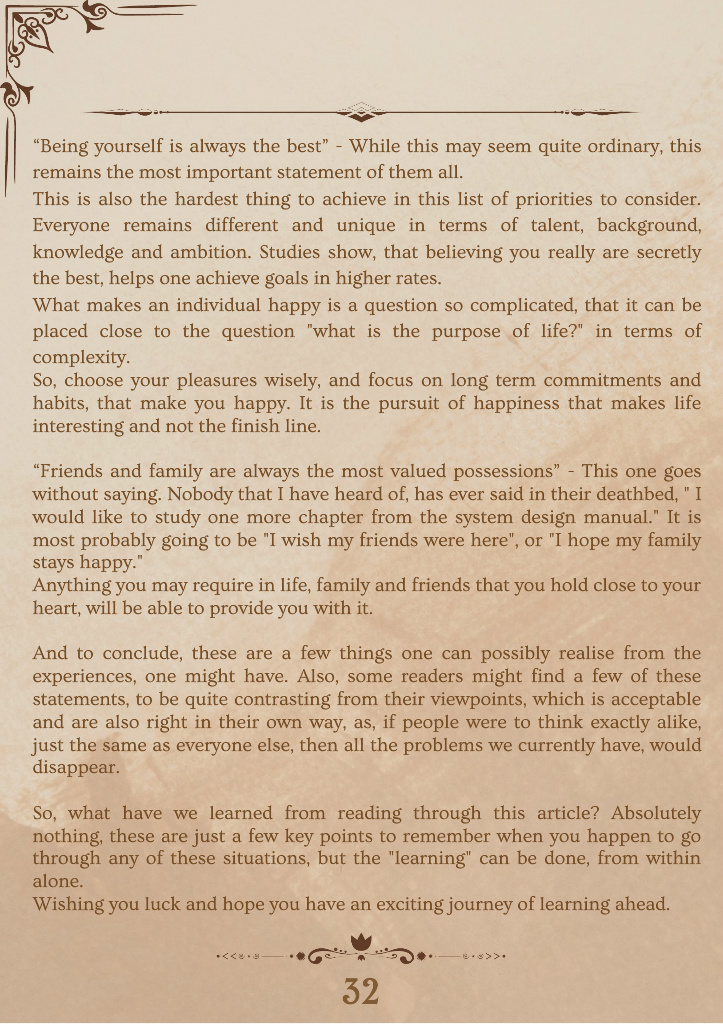 “Being yourself is always the best” - While this may seem quite ordinary, this
remains the most important statement of them all.
This is also the hardest thing to achieve in this list of priorities to consider.
Everyone remains different and unique in terms of talent, background,
knowledge and ambition. Studies show, that believing you really are secretly
the best, helps one achieve goals in higher rates.
What makes an individual happy is a question so complicated, that it can be
placed close to the question "what is the purpose of life?" in terms of
complexity.
So, choose your pleasures wisely, and focus on long term commitments and
habits, that make you happy. It is the pursuit of happiness that makes life
interesting and not the finish line.
“Friends and family are always the most valued possessions” - This one goes
without saying. Nobody that I have heard of, has ever said in their deathbed, " I
would like to study one more chapter from the system design manual." It is
most probably going to be "I wish my friends were here", or "I hope my family
stays happy."
Anything you may require in life, family and friends that you hold close to your
heart, will be able to provide you with it.
And to conclude, these are a few things one can possibly realise from the
experiences, one might have. Also, some readers might find a few of these
statements, to be quite contrasting from their viewpoints, which is acceptable
and are also right in their own way, as, if people were to think exactly alike,
just the same as everyone else, then all the problems we currently have, would
disappear.
So, what have we learned from reading through this article? Absolutely
nothing, these are just a few key points to remember when you happen to go
through any of these situations, but the "learning" can be done, from within
alone.
Wishing you luck and hope you have an exciting journey of learning ahead.
32